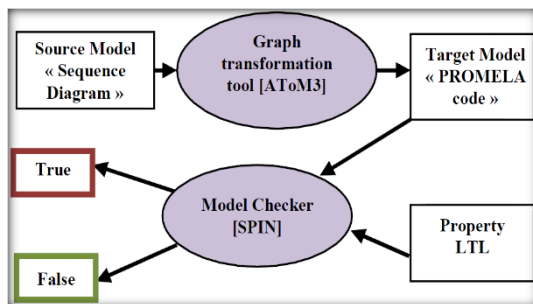 Source Model
« Sequence
Diagram »
Graph
transformation
tool [AToM3]
Target Model
« PROMELA
code »
True
Model Checker
[SPIN]
Property
LTL
False